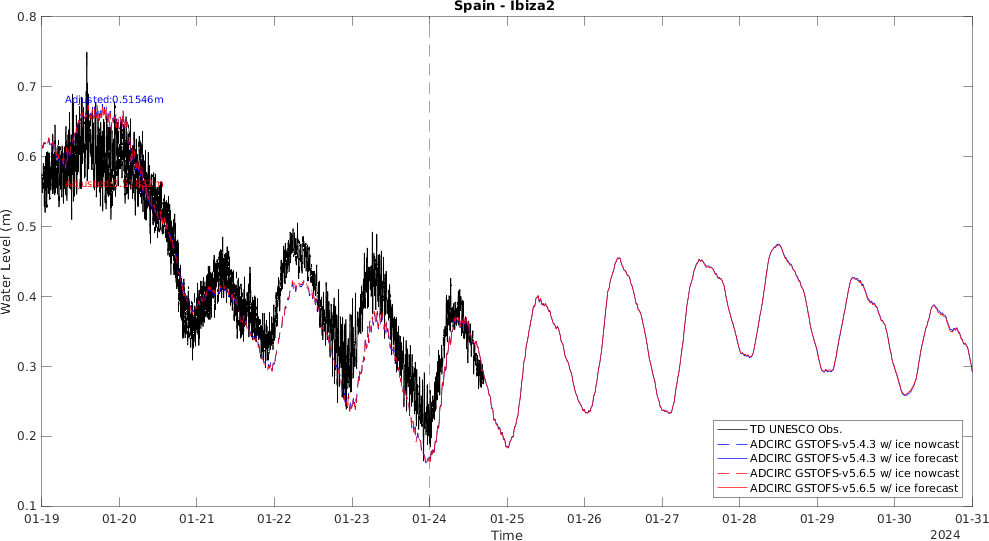 Spain - Ibiza2
0.8
0.7
0.6
0.5
0.4
0.3
0.2
0.1
Water Level (m)
Adjusted:0.51546m
TD UNESCO Obs.
ADCIRC GSTOFS-v5.4.3 w/ ice nowcast
ADCIRC GSTOFS-v5.4.3 w/ ice forecast
ADCIRC GSTOFS-v5.6.5 w/ ice nowcast
ADCIRC GSTOFS-v5.6.5 w/ ice forecast
01-19 01-20 01-21 01-22 01-23 01-24 01-25 01-26 01-27 01-28 01-29 01-30 01-31
Time
2024